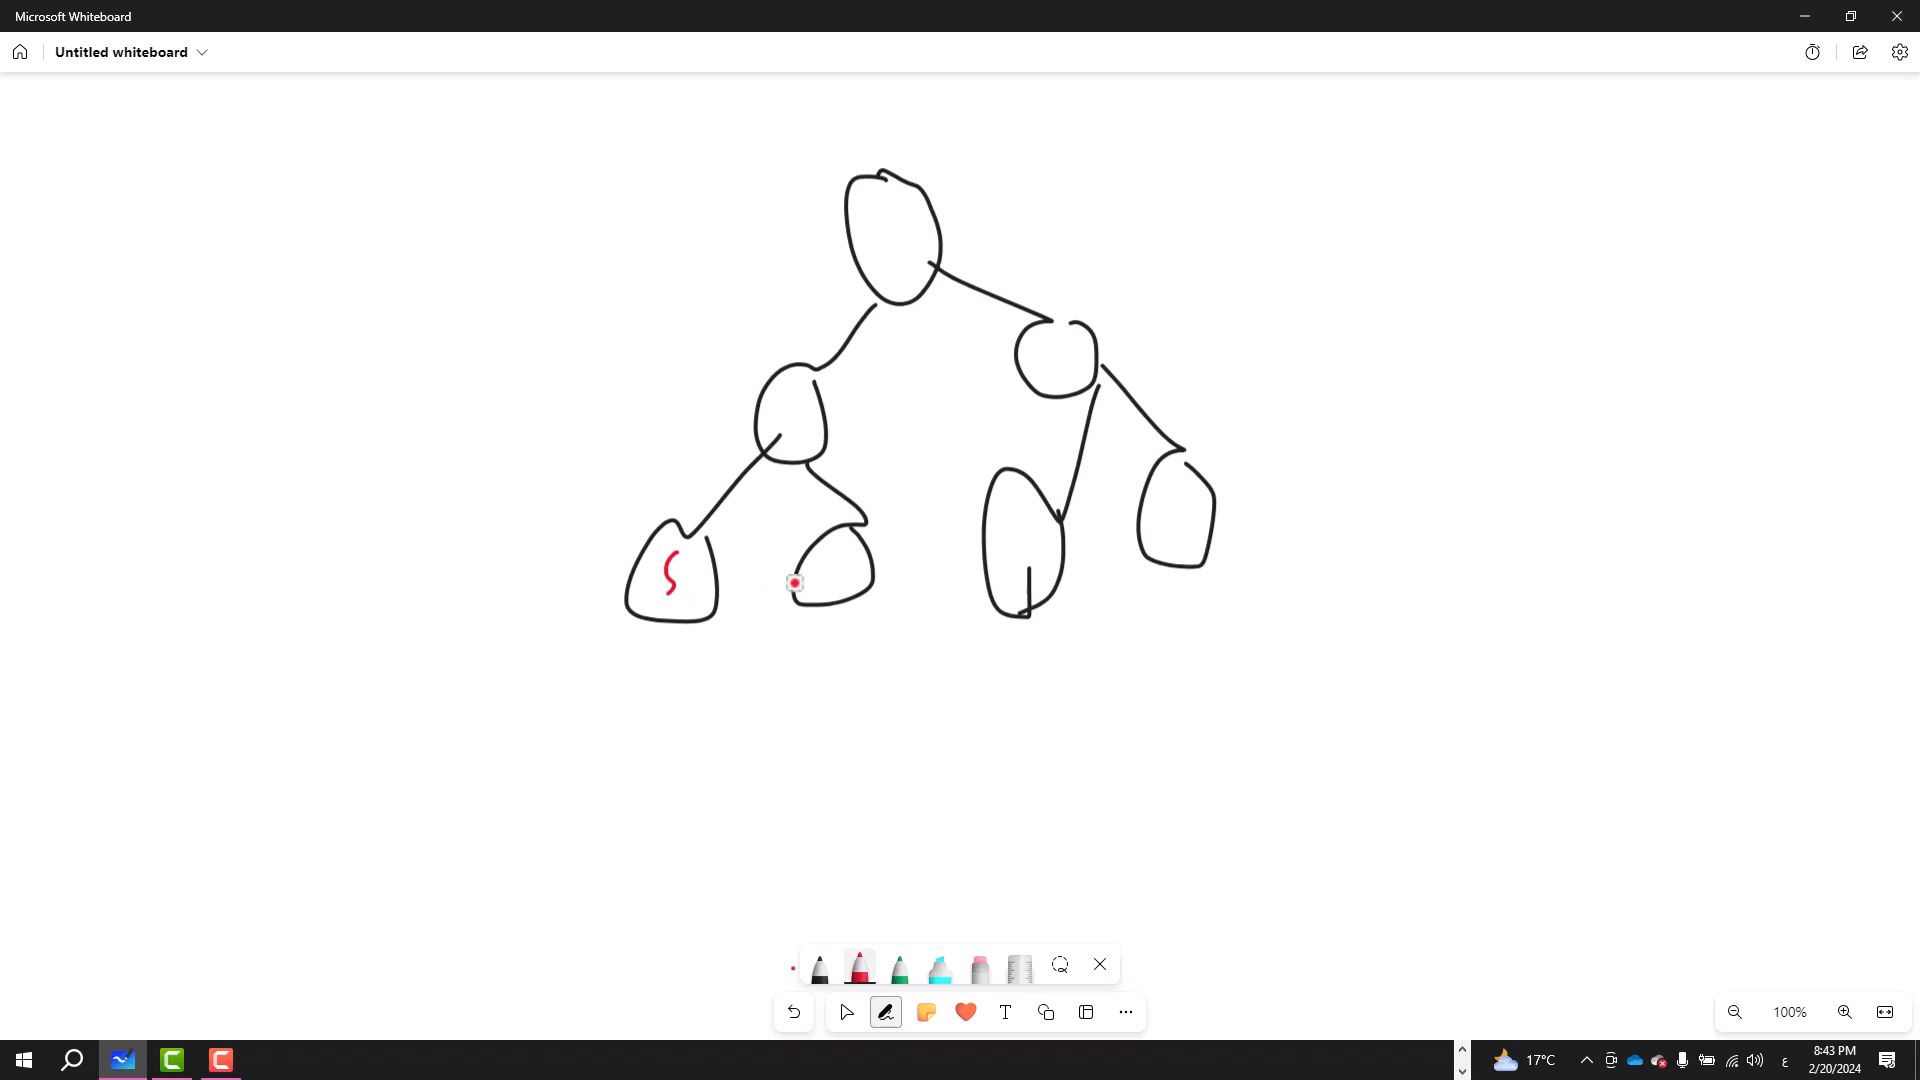 Microsoft Whiteboard
Untitled whiteboard
S
T
100%
17°C
ع
8:43 PM
2/20/2024